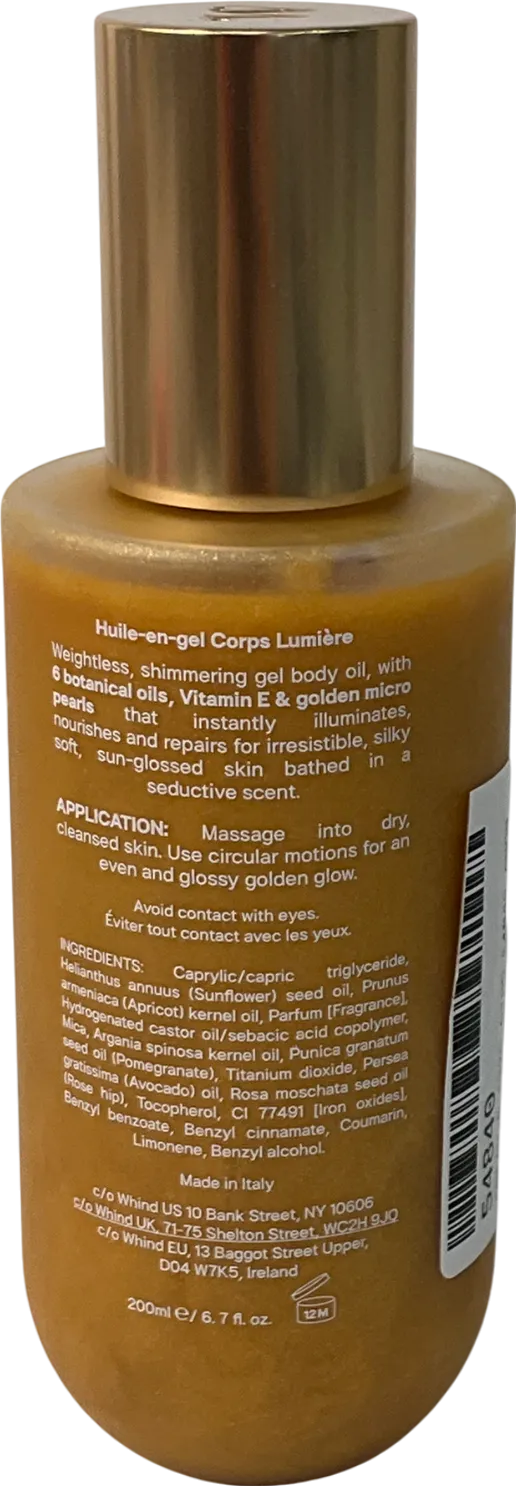 Huile-en-gel Corps Lumière
Weightless, shimmering gel body oil, with
6 botanical oils, Vitamin E & golden micro
pearls that instantly illuminates,
nourishes and repairs for irresistible, silky
soft, sun-glossed skin bathed in a
seductive scent.
APPLICATION: Massage into dry,
cleansed skin. Use circular motions for an
even and glossy golden glow.
Avoid contact with eyes.
Éviter tout contact avec les yeux.
INGREDIENTS: Caprylic/capric triglyceride,
Helianthus annuus (Sunflower) seed oil, Prunus
armeniaca (Apricot) kernel oil, Parfum [Fragrance],
Hydrogenated castor oil/sebacic acid copolymer,
Mica, Argania spinosa kernel oil, Punica granatum
seed oil (Pomegranate), Titanium dioxide, Persea
gratissima (Avocado) oil, Rosa moschata seed oil
(Rose hip), Tocopherol, CI 77491 [Iron oxides],
Benzyl benzoate, Benzyl cinnamate, Coumarin,
Limonene, Benzyl alcohol.
Made in Italy
c/o Whind US 10 Bank Street, NY 10606
c/o Whind UK, 71-75 Shelton Street, WC2H 9JQ
c/o Whind EU, 13 Baggot Street Upper,
D04 W7K5, Ireland
200ml e/ 6.7 fl. oz.
12M
54840